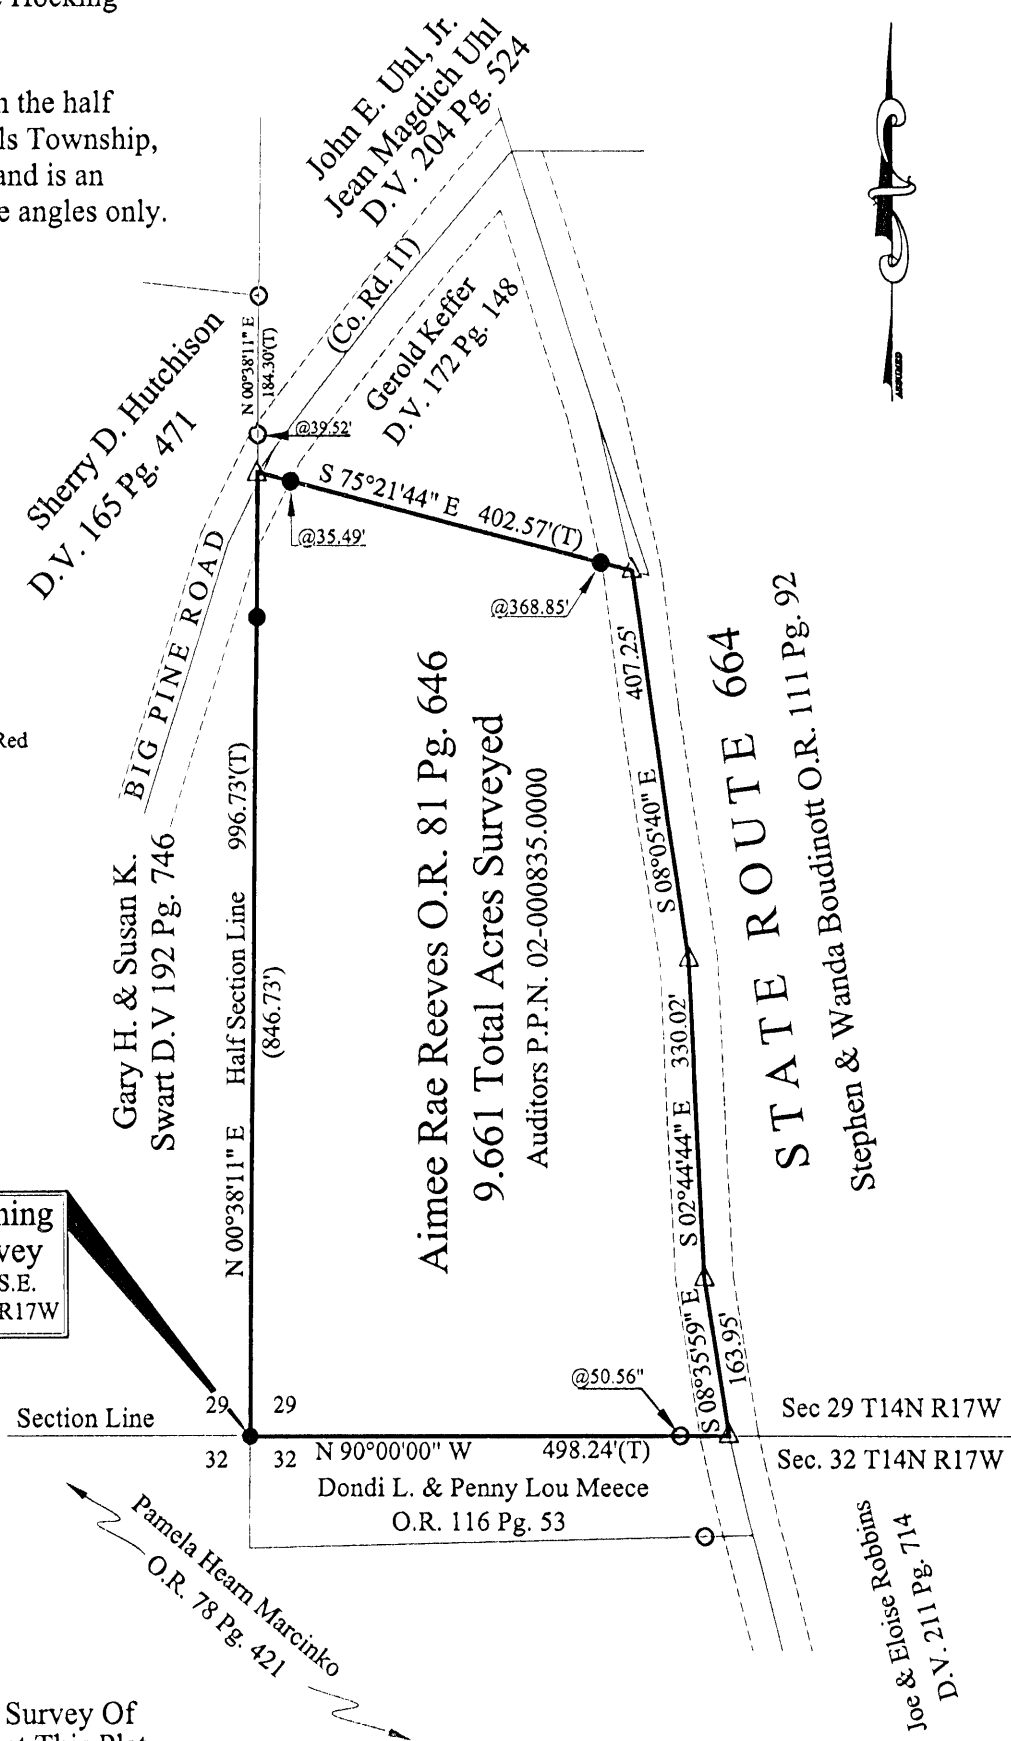 Hocking
n the half
ls Township,
and is an
e angles only.
John E. Uhl, Jr.
Jean Magdich Uhl
D.V. 204 Pg. 524
(Co. Rd. 11)
Gerold Keffer
D.V. 172 Pg. 148
N 00°38'11" E
184.30'(T)
Sherry D. Hutchison
D.V. 165 Pg. 471
@39.52'
S 75°21'44" E 402.57'(T)
@35.49'
@368.85'
BIG PINE ROAD
Red
407.25'
S 08°05'40" E
Gary H. & Susan K.
Swart D.V 192 Pg. 746
N 00°38'11" E Half Section Line 996.73'(T)
(846.73')
Aimee Rae Reeves O.R. 81 Pg. 646
9.661 Total Acres Surveyed
Auditors P.P.N. 02-000835.0000
S 02°44'44" E 330.02'
STATE ROUTE 664
Stephen & Wanda Boudinott O.R. 111 Pg. 92
ning
vey
S.E.
R17W
S 08°35'59" E
163.95'
@50.56"
29 29
Section Line
Sec 29 T14N R17W
32 32
N 90°00'00" W 498.24'(T)
Sec. 32 T14N R17W
Dondi L. & Penny Lou Meece
O.R. 116 Pg. 53
Pamela Hearn Marcinko
O.R. 78 Pg. 421
Joe & Eloise Robbins
D.V. 211 Pg. 714
Survey Of
t This Plat